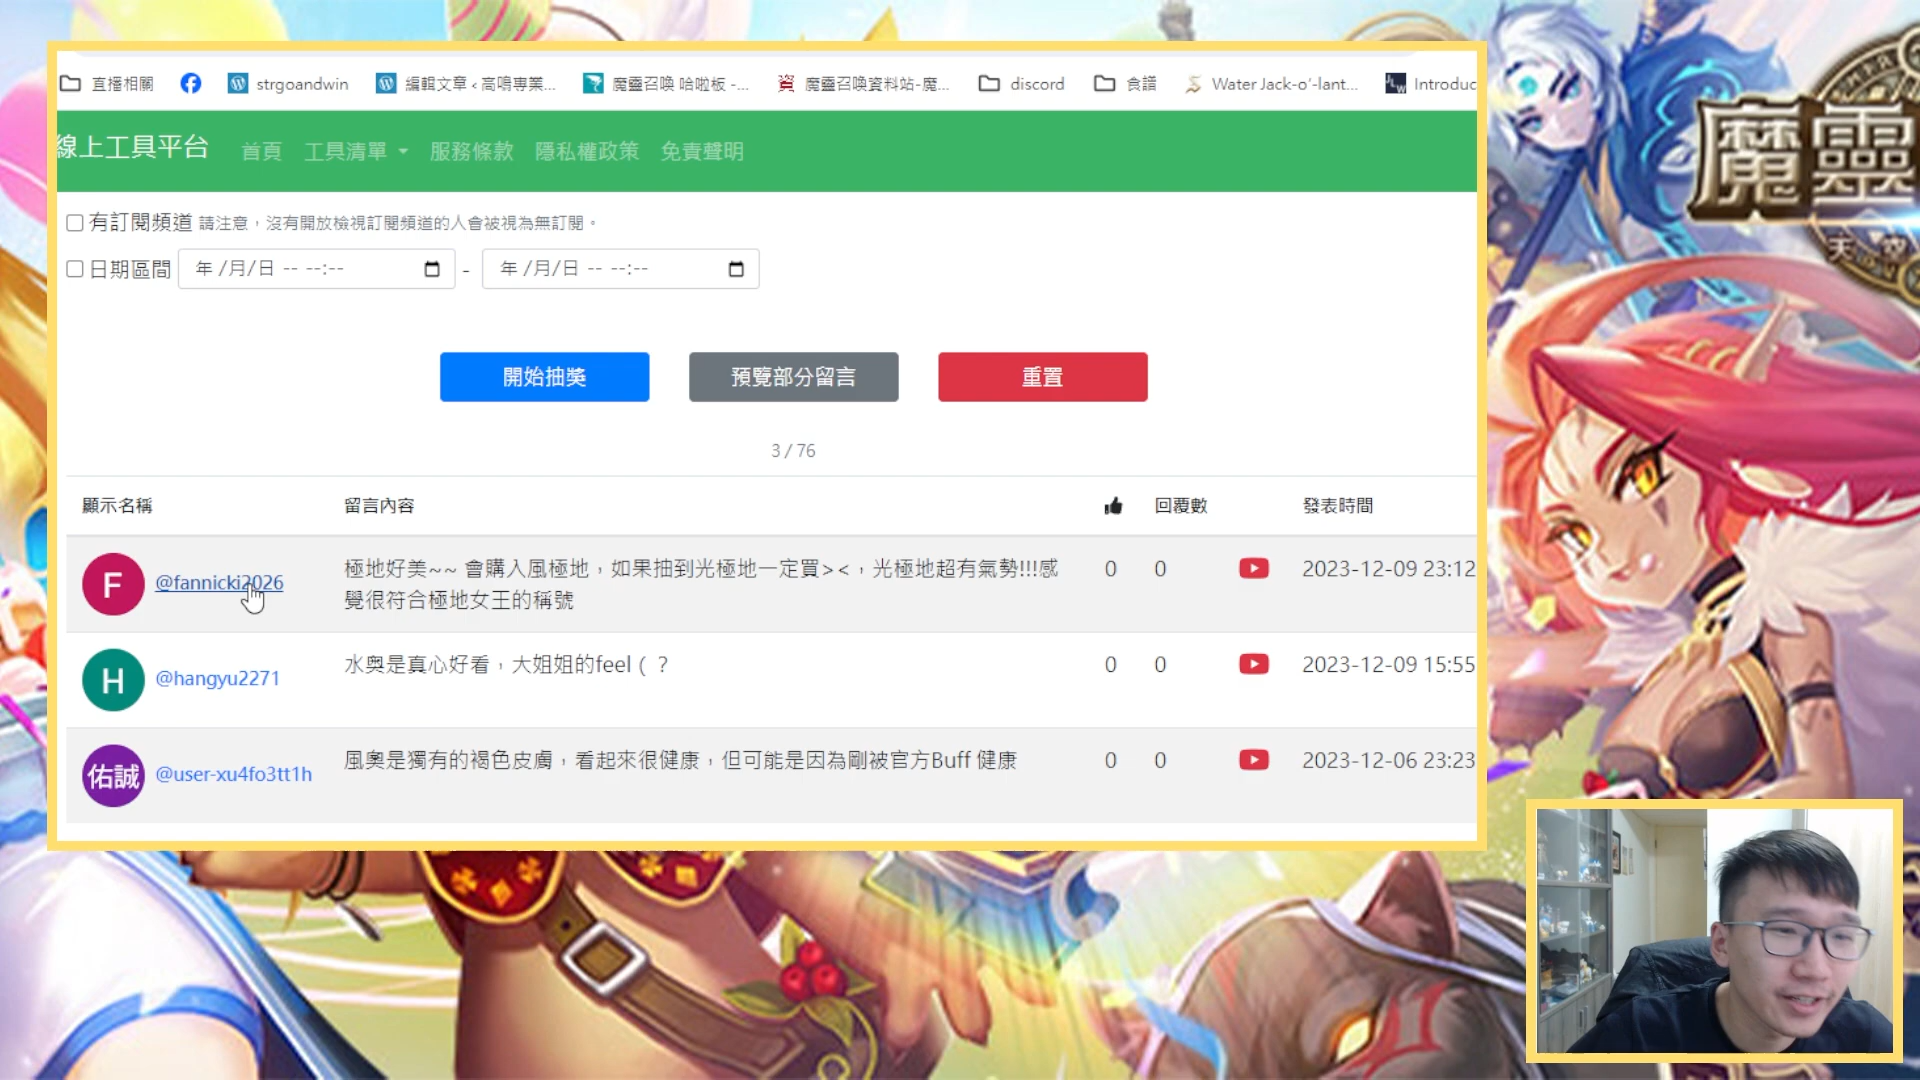 直播相關 strgoandwin 編輯文章 ‹ 高鳴専業... 魔靈召喚 哈啦板 -... 資 魔靈召喚資料站-魔... discord 食譜 Water Jack-o'-lant... Introduc
線上工具平台 首頁 工具清單 服務條款 隱私權政策 免責聲明
有訂閱頻道 請注意，沒有開放檢視訂閱頻道的人會被視為無訂閱。
日期區間 年 /月/日 -- --:-- - 年 /月/日 -- --:--
開始抽獎 預覽部分留言 重置
3 / 76
顯示名稱 留言內容 回覆數 發表時間
F @fannicki2026 極地好美~~ 會購入風極地，如果抽到光極地一定買><，光極地超有氣勢!!!感 0 0 2023-12-09 23:12
覺很符合極地女王的稱號
H @hangyu2271 水奧是真心好看，大姐姐的feel (  ? 0 0 2023-12-09 15:55
佑誠 @user-xu4fo3tt1h 風奧是獨有的褐色皮膚，看起來很健康，但可能是因為剛被官方Buff 健康 0 0 2023-12-06 23:23
魔靈
天空